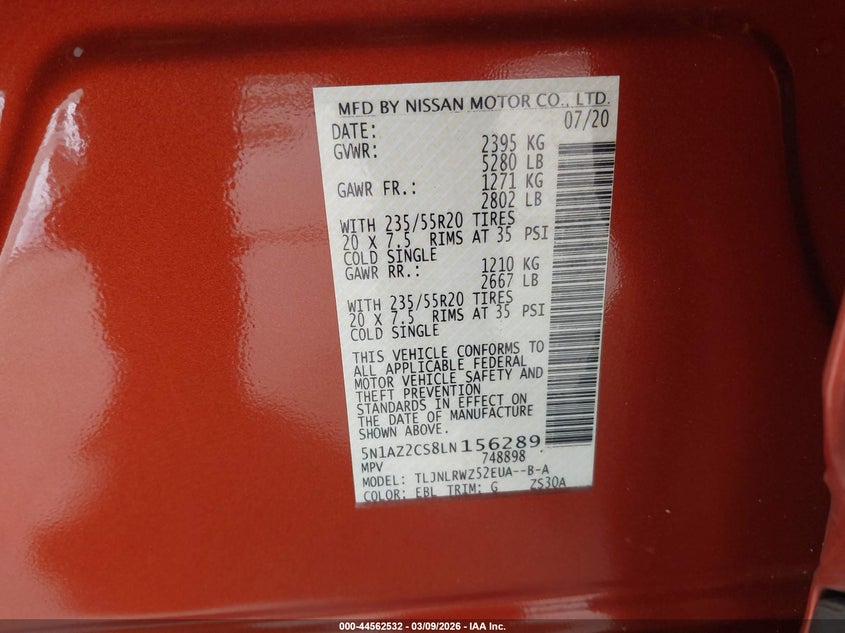 MFD BY NISSAN MOTOR CO., LTD.
DATE: 07/20
GVWR: 2395 KG
5280 LB
GAWR FR.: 1271 KG
2802 LB
WITH 235/55R20 TIRES
20 X 7.5 RIMS AT 35 PSI
COLD SINGLE
GAWR RR.: 1210 KG
2667 LB
WITH 235/55R20 TIRES
20 X 7.5 RIMS AT 35 PSI
COLD SINGLE
THIS VEHICLE CONFORMS TO
ALL APPLICABLE FEDERAL
MOTOR VEHICLE SAFETY AND
THEFT PREVENTION
STANDARDS IN EFFECT ON
THE DATE OF MANUFACTURE
SHOWN ABOVE.
5N1AZ2CS8LN156289
MPV 748898
MODEL: TLJNLRWZ52EUA--B-A
COLOR: EBL TRIM: G ZS30A
000-44562532 | 03/09/2026 - IAA Inc.